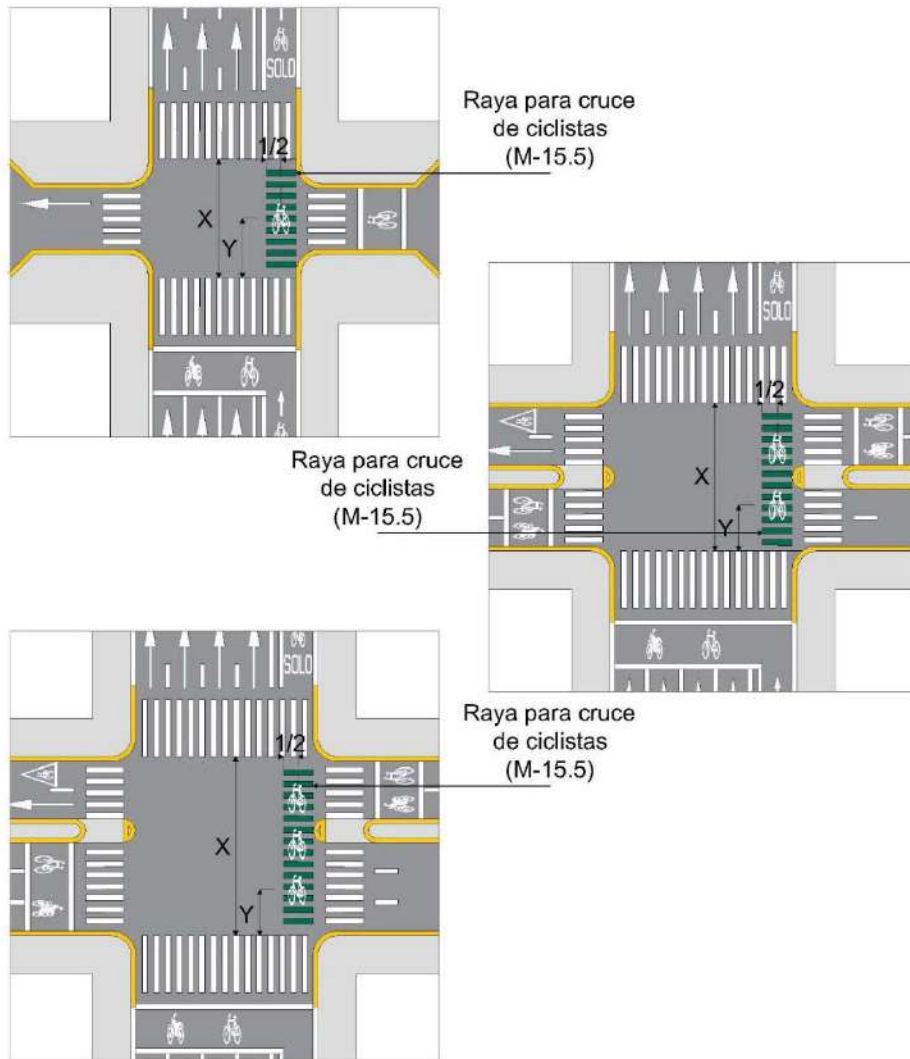 SOLO
Raya para cruce
de ciclistas
(M-15.5)
1/2
X
Y
SOLO
1/2
Raya para cruce
de ciclistas
(M-15.5)
X
Y
SOLO
Raya para cruce
de ciclistas
(M-15.5)
1/2
X
Y